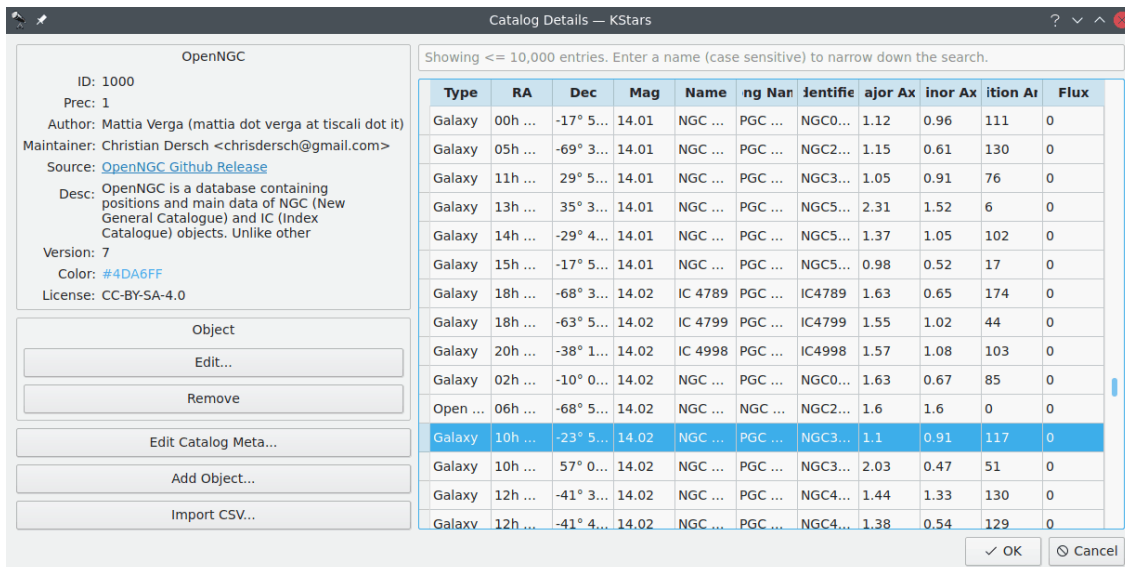 Catalog Details — KStars
OpenNGC
ID: 1000
Prec: 1
Author: Mattia Verga (mattia dot verga at tiscali dot it)
Maintainer: Christian Dersch <chrisdersch@gmail.com>
Source: OpenNGC Github Release
Desc: OpenNGC is a database containing
positions and main data of NGC (New
General Catalogue) and IC (Index
Catalogue) objects. Unlike other
Version: 7
Color: #4DA6FF
License: CC-BY-SA-4.0
Object
Edit...
Remove
Edit Catalog Meta...
Add Object...
Import CSV...
Showing <= 10,000 entries. Enter a name (case sensitive) to narrow down the search.
Type RA Dec Mag Name ng Nan dentifie ajor Ax inor Ax ition Ar Flux
Galaxy 00h ... -17° 5... 14.01 NGC ... PGC ... NGC0... 1.12 0.96 111 0
Galaxy 05h ... -69° 3... 14.01 NGC ... PGC ... NGC2... 1.15 0.61 130 0
Galaxy 11h ... 29° 5... 14.01 NGC ... PGC ... NGC3... 1.05 0.91 76 0
Galaxy 13h ... 35° 3... 14.01 NGC ... PGC ... NGC5... 2.31 1.52 6 0
Galaxy 14h ... -29° 4... 14.01 NGC ... PGC ... NGC5... 1.37 1.05 102 0
Galaxy 15h ... -17° 5... 14.01 NGC ... PGC ... NGC5... 0.98 0.52 17 0
Galaxy 18h ... -68° 3... 14.02 IC 4789 PGC ... IC4789 1.63 0.65 174 0
Galaxy 18h ... -63° 5... 14.02 IC 4799 PGC ... IC4799 1.55 1.02 44 0
Galaxy 20h ... -38° 1... 14.02 IC 4998 PGC ... IC4998 1.57 1.08 103 0
Galaxy 02h ... -10° 0... 14.02 NGC ... PGC ... NGC0... 1.63 0.67 85 0
Open ... 06h ... -68° 5... 14.02 NGC ... NGC ... NGC2... 1.6 1.6 0 0
Galaxy 10h ... -23° 5... 14.02 NGC ... PGC ... NGC3... 1.1 0.91 117 0
Galaxy 10h ... 57° 0... 14.02 NGC ... PGC ... NGC3... 2.03 0.47 51 0
Galaxy 12h ... -41° 3... 14.02 NGC ... PGC ... NGC4... 1.44 1.33 130 0
Galaxy 12h ... -41° 4... 14.02 NGC ... PGC ... NGC4... 1.38 0.54 129 0
OK Cancel